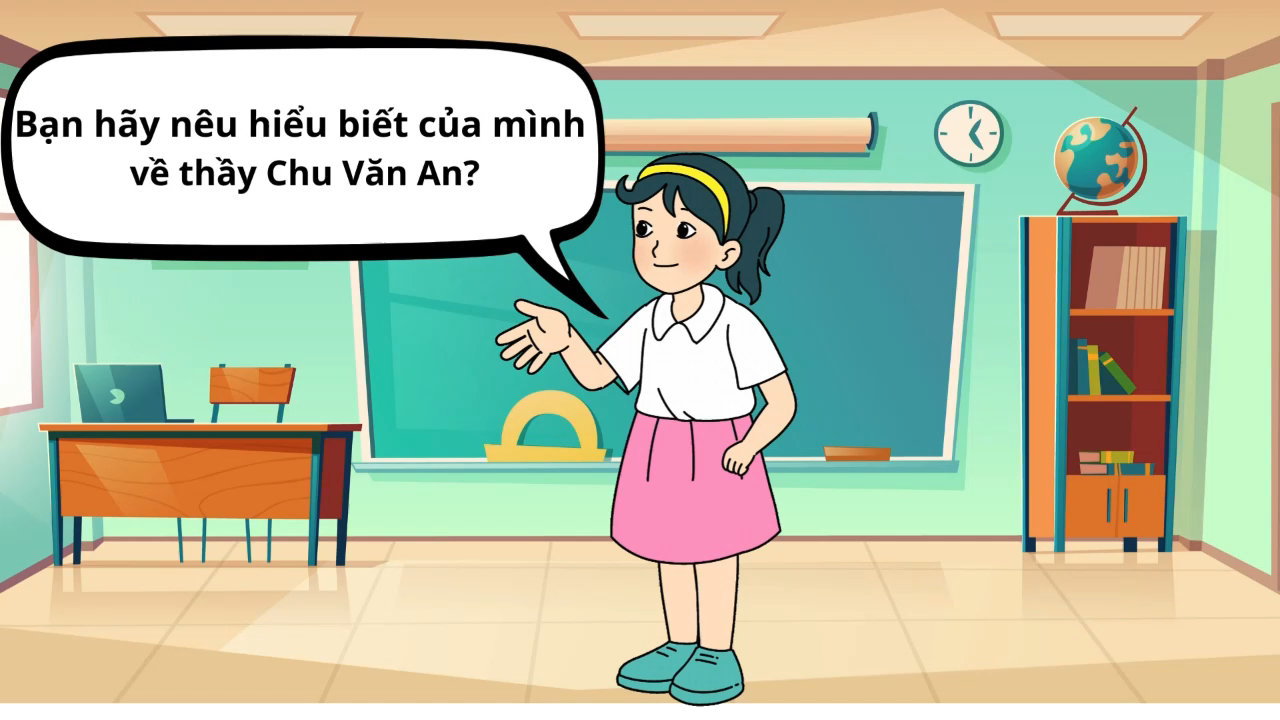 Bạn hãy nêu hiểu biết của mình
về thầy Chu Văn An?